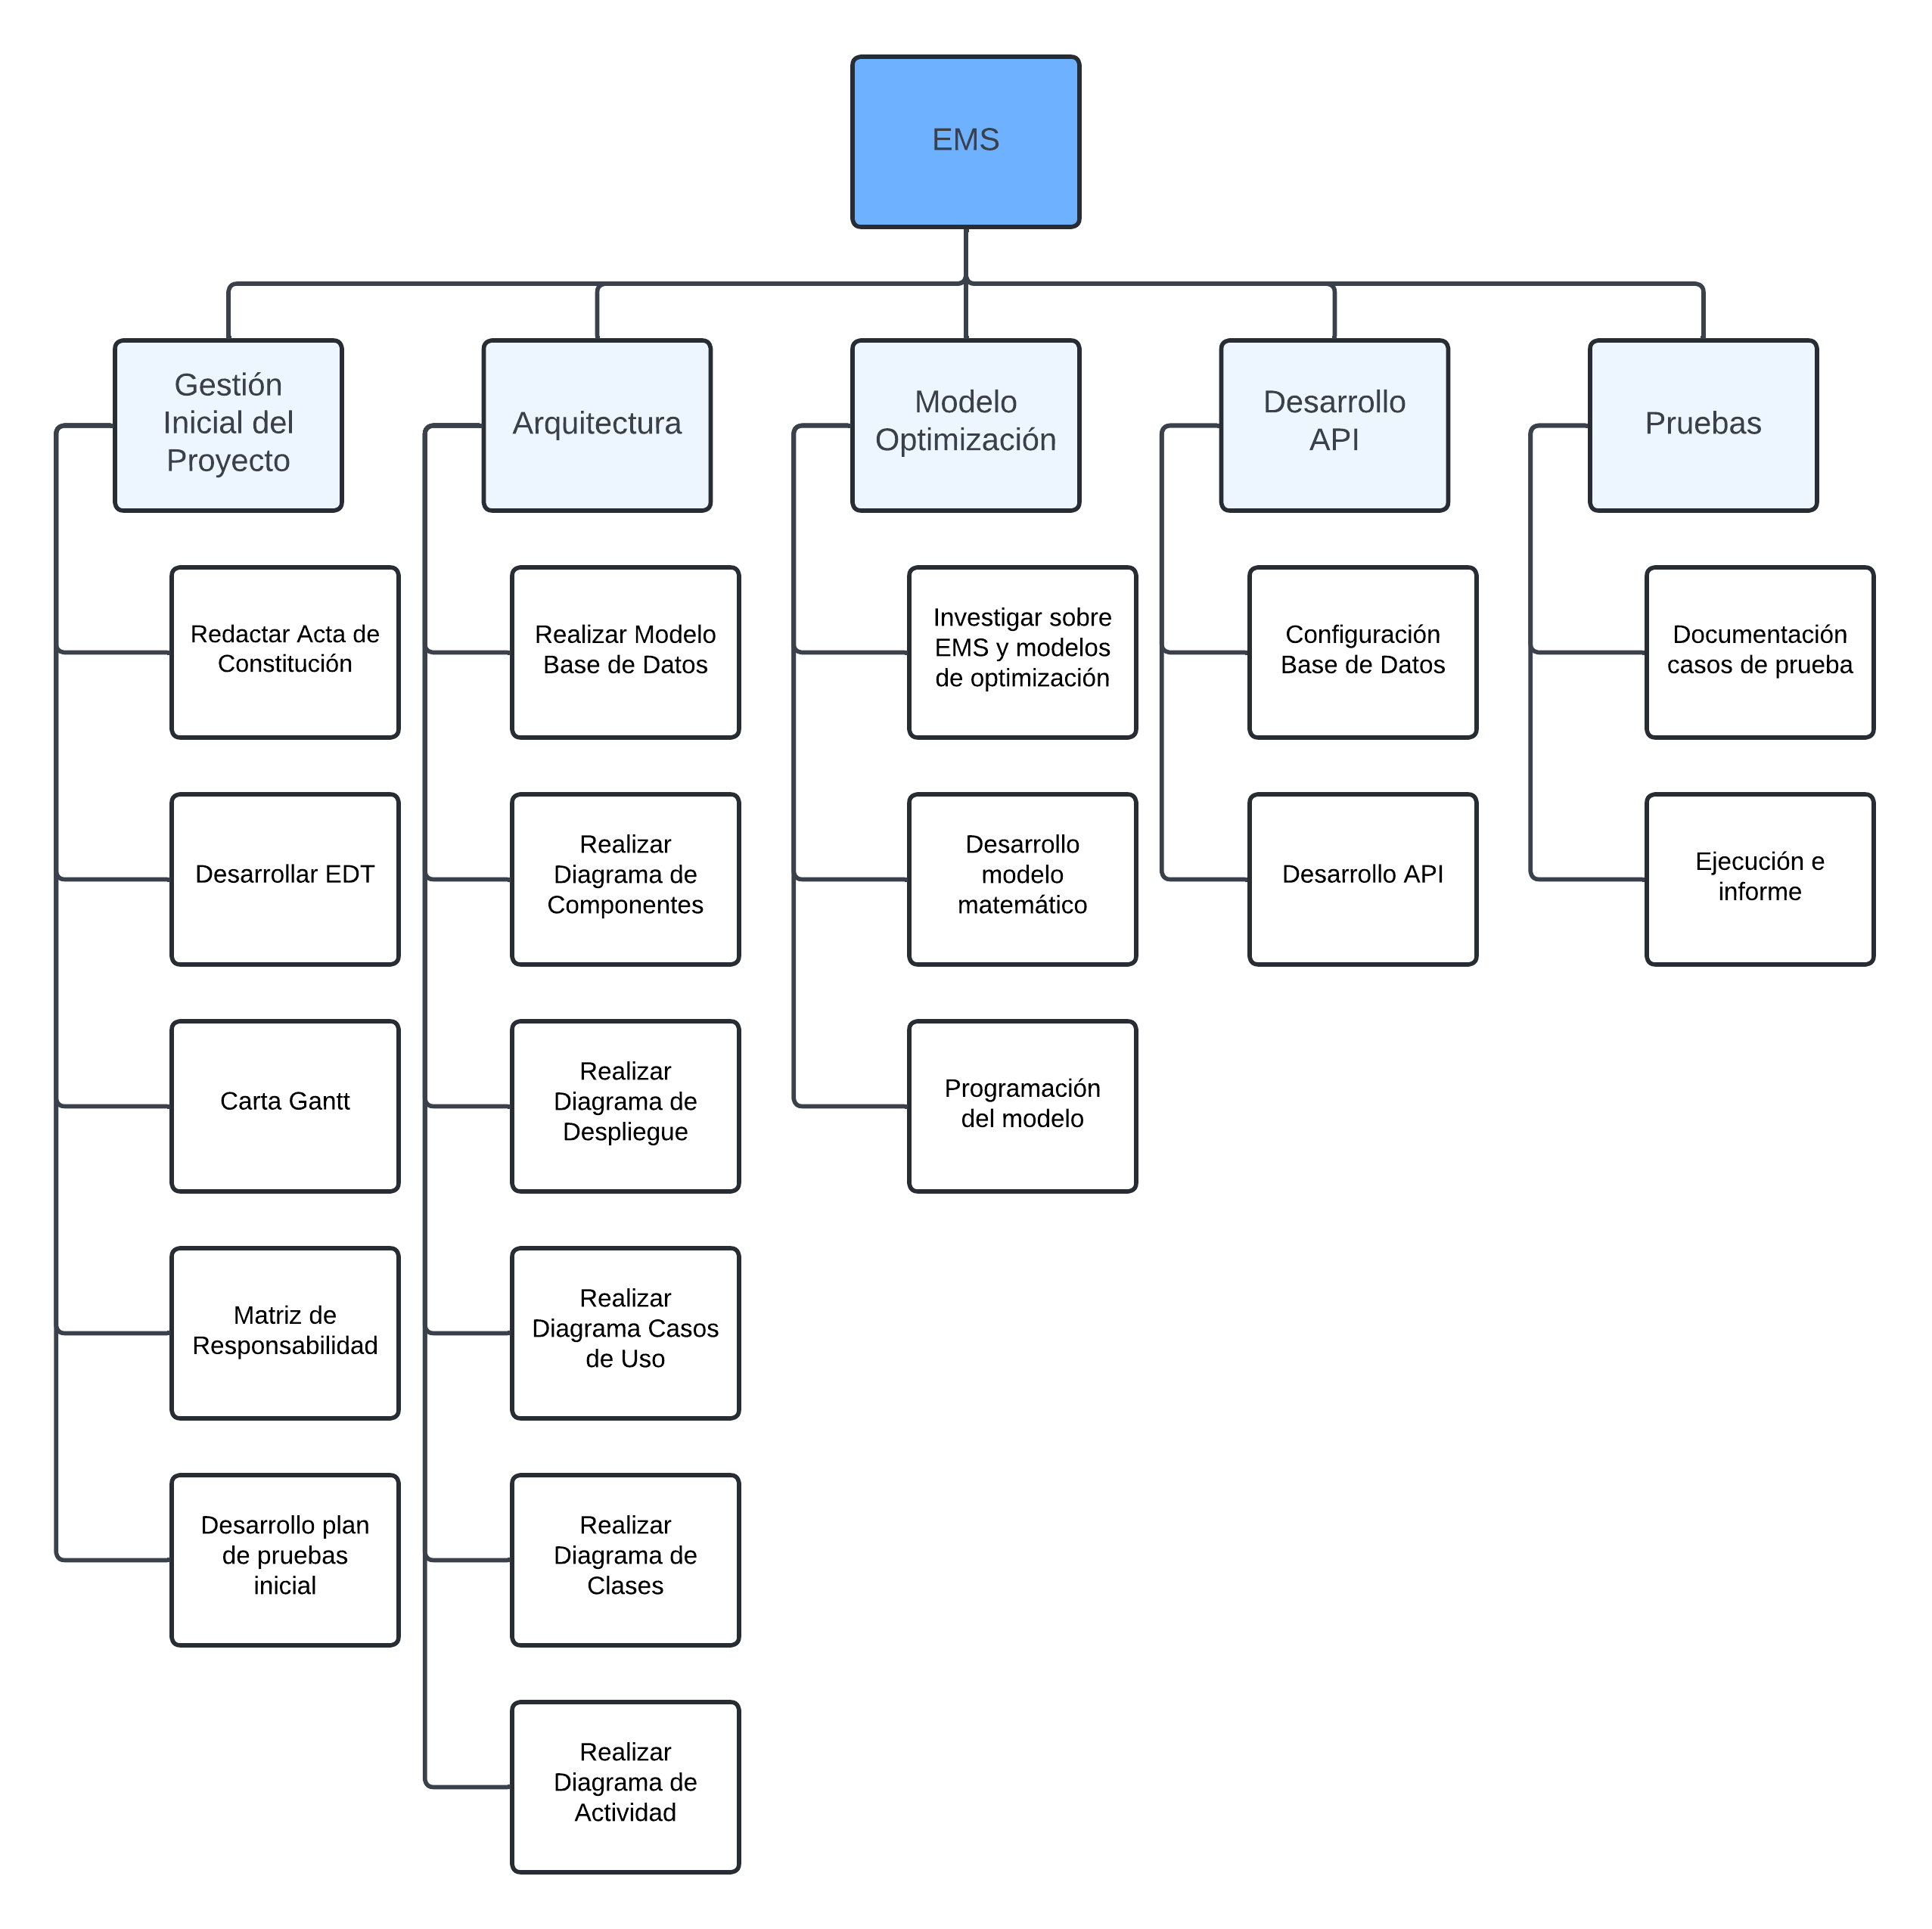 EMS
Gestión
Inicial del
Proyecto
Arquitectura
Modelo
Optimización
Desarrollo
API
Pruebas
Redactar Acta de
Constitución
Desarrollar EDT
Carta Gantt
Matriz de
Responsabilidad
Desarrollo plan
de pruebas
inicial
Realizar Modelo
Base de Datos
Realizar
Diagrama de
Componentes
Realizar
Diagrama de
Despliegue
Realizar
Diagrama Casos
de Uso
Realizar
Diagrama de
Clases
Realizar
Diagrama de
Actividad
Investigar sobre
EMS y modelos
de optimización
Desarrollo
modelo
matemático
Programación
del modelo
Configuración
Base de Datos
Desarrollo API
Documentación
casos de prueba
Ejecución e
informe